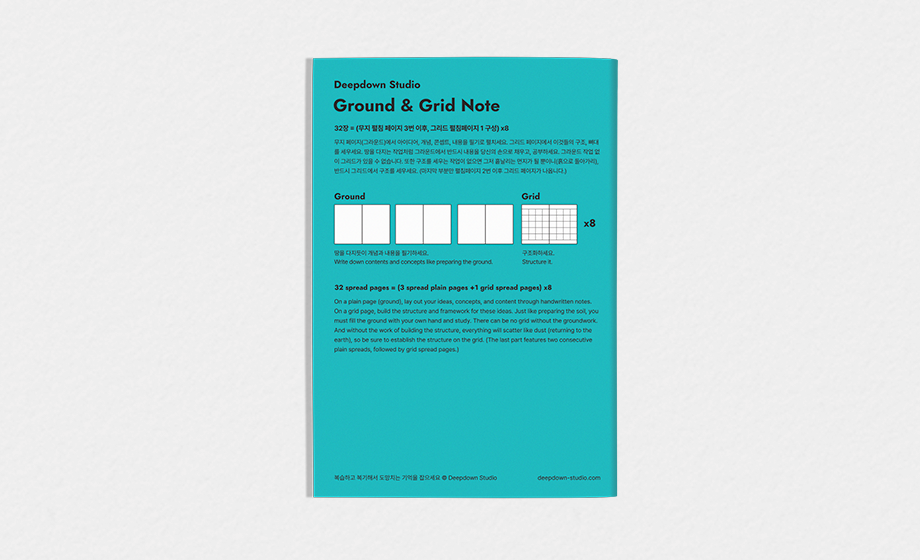 Deepdown Studio
Ground & Grid Note
32장 = (무지 펼침 페이지 3번 이후, 그리드 펼침페이지 1 구성) x8
무지 페이지(그라운드)에서 아이디어, 개념, 콘셉트, 내용을 필기로 펼치세요. 그리드 페이지에서 이것들의 구조, 뼈대
를 세우세요. 땅을 다지는 작업처럼 그라운드에서 반드시 내용을 당신의 손으로 채우고, 공부하세요. 그라운드 작업 없
이 그리드가 있을 수 없습니다. 또한 구조를 세우는 작업이 없으면 그저 흩날리는 먼지가 될 뿐이니(흙으로 돌아가리),
반드시 그리드에서 구조를 세우세요. (마지막 부분만 펼침페이지 2번 이후 그리드 페이지가 나옵니다.)
Ground
Grid
x8
땅을 다지듯이 개념과 내용을 필기하세요.
구조화하세요.
Write down contents and concepts like preparing the ground.
Structure it.
32 spread pages = (3 spread plain pages +1 grid spread pages) x8
On a plain page (ground), lay out your ideas, concepts, and content through handwritten notes.
On a grid page, build the structure and framework for these ideas. Just like preparing the soil, you
must fill the ground with your own hand and study. There can be no grid without the groundwork.
And without the work of building the structure, everything will scatter like dust (returning to the
earth), so be sure to establish the structure on the grid. (The last part features two consecutive
plain spreads, followed by grid spread pages.)
복습하고 복기해서 도망치는 기억을 잡으세요 © Deepdown Studio
deepdown-studio.com